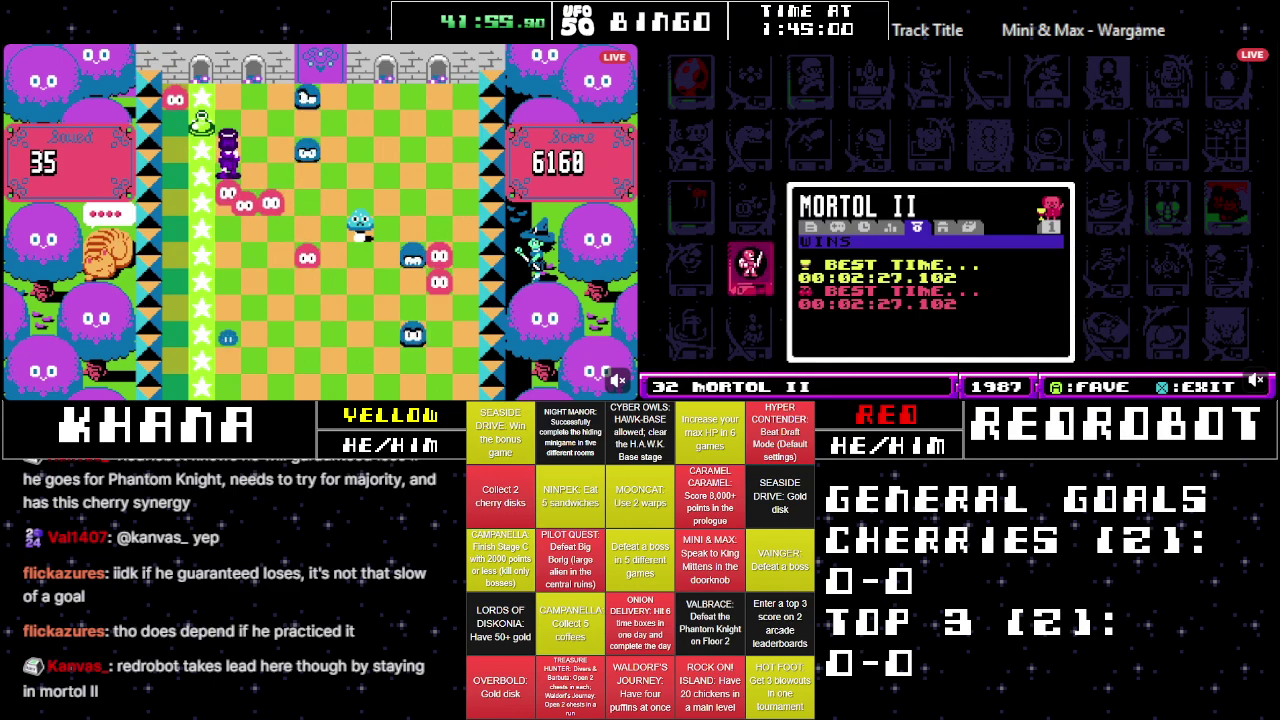 41:55.90
UFO 50
BINGO
TIME AT
1:45:00
Track Title
Mini & Max - Wargame
LIVE
Saved
35
Score
6160
LIVE
MORTOL II
1
WINS
BEST TIME...
00:02:27.102
BEST TIME...
00:02:27.102
32 MORTOL II
1987
:FAVE
:EXIT
KHANA
YELLOW
HE/HIM
RED
HE/HIM
REDROBOT
SEASIDE DRIVE: Win the bonus game
NIGHT MANOR: Successfully complete the hiding minigame in five different rooms
CYBER OWLS: HAWK-BASE allowed; clear the H.A.W.K. Base stage
Increase your max HP in 6 games
HYPER CONTENDER: Beat Draft Mode (Default settings)
Collect 2 cherry disks
NINPEK: Eat 5 sandwiches
MOONCAT: Use 2 warps
CARAMEL CARAMEL: Score 8,000+ points in the prologue
SEASIDE DRIVE: Gold disk
CAMPANELLA: Finish Stage C with 2000 points or less (kill only bosses)
PILOT QUEST: Defeat Big Borlg (large alien in the central ruins)
Defeat a boss in 5 different games
MINI & MAX: Speak to King Mittens in the doorknob
VAINGER: Defeat a boss
LORDS OF DISKONIA: Have 50+ gold
CAMPANELLA: Collect 5 coffees
ONION DELIVERY: Hit 6 time boxes in one day and complete the day
VALBRACE: Defeat the Phantom Knight on Floor 2
Enter a top 3 score on 2 arcade leaderboards
OVERBOLD: Gold disk
TREASURE HUNTER: Divers & Barbuta: Open 2 chests in each; Waldorf's Journey: Open 2 chests in a run
WALDORF'S JOURNEY: Have four puffins at once
ROCK ON! ISLAND: Have 20 chickens in a main level
HOT FOOT: Get 3 blowouts in one tournament
he goes for Phantom Knight, needs to try for majority, and
has this cherry synergy
Val1407: @kanvas_ yep
flickazures: iidk if he guaranteed loses, it's not that slow
of a goal
flickazures: tho does depend if he practiced it
Kanvas_: redrobot takes lead here though by staying
in mortol II
GENERAL GOALS
CHERRIES (2):
0-0
TOP 3 (2):
0-0